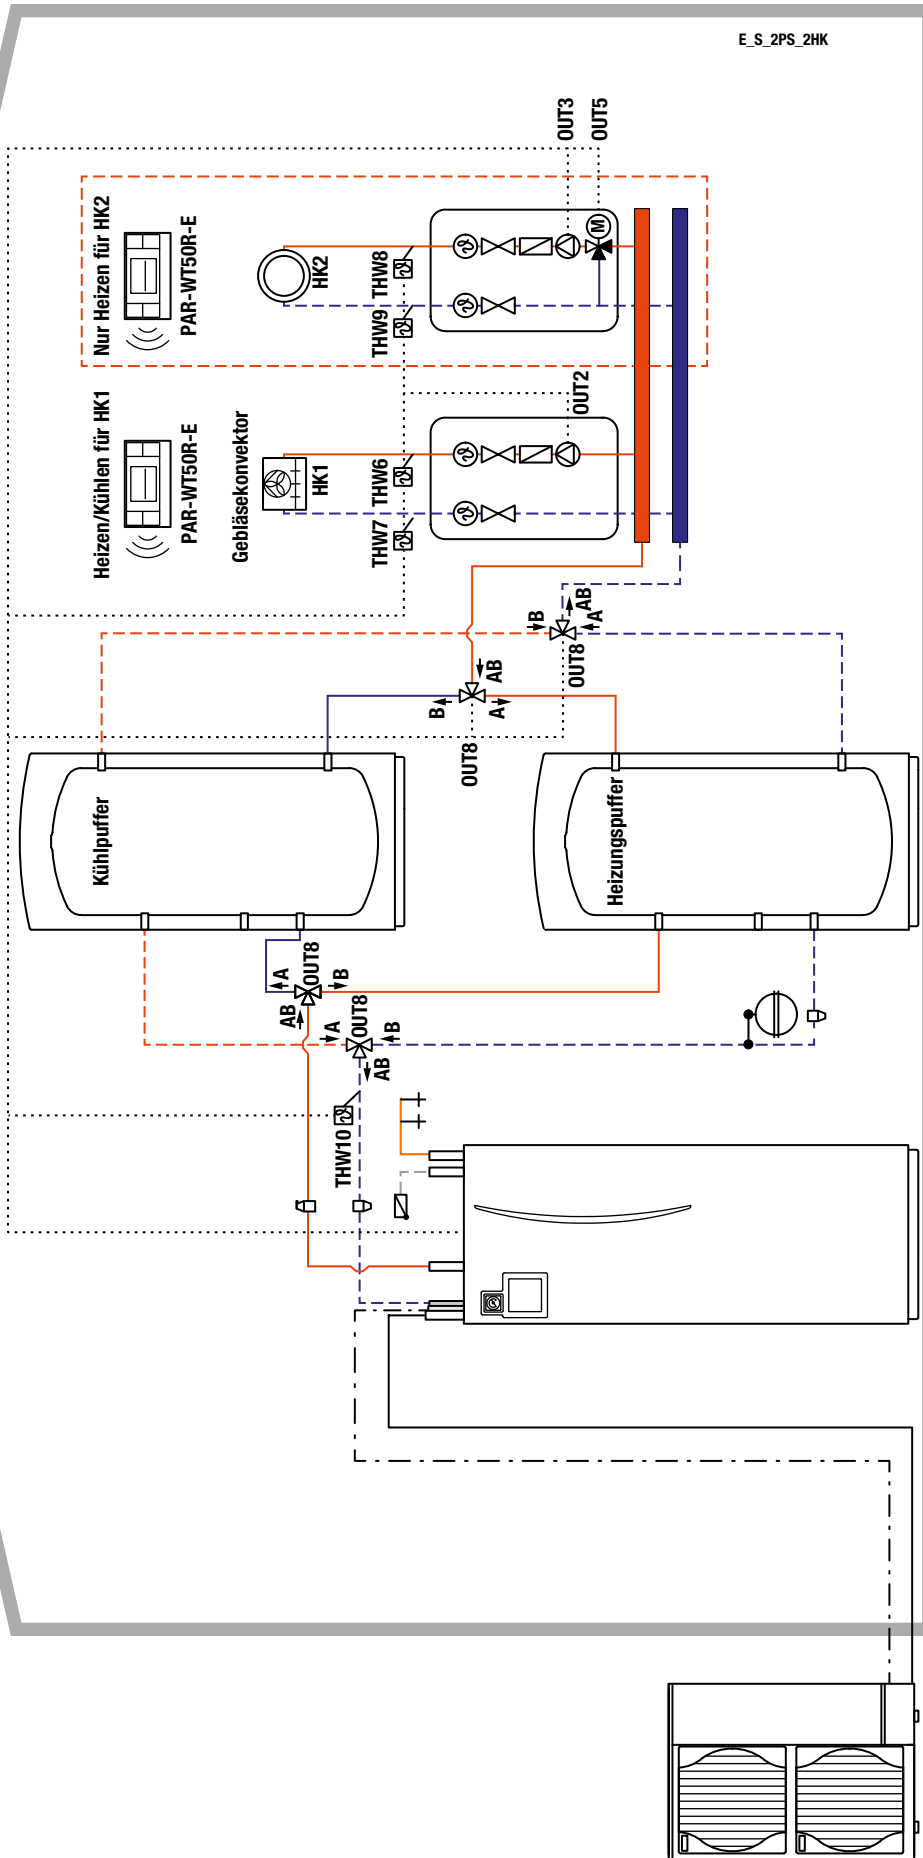 E_S_2PS_2HK
Nur Heizen für HK2
PAR-WT50R-E
HK2
THW8
THW9
OUT3
OUT5
M
Heizen/Kühlen für HK1
PAR-WT50R-E
Gebläsekonvektor
HK1
THW6
THW7
OUT2
B
AB
A
OUT8
AB
B
A
OUT8
Kühlpuffer
Heizungspuffer
A
OUT8
B
AB
A
OUT8
B
AB
THW10